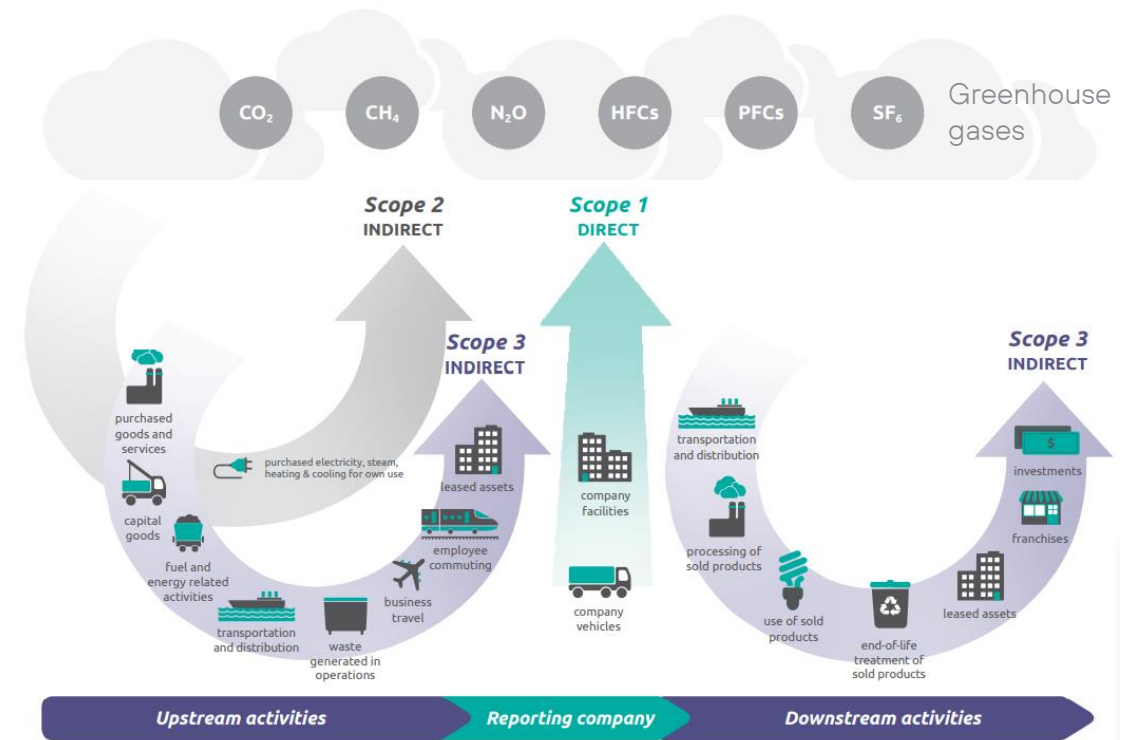 CO₂
CH₄
N₂O
HFCs
PFCs
SF₆
Greenhouse
gases
Scope 2
INDIRECT
Scope 1
DIRECT
Scope 3
INDIRECT
Scope 3
INDIRECT
purchased
goods and
services
capital
goods
fuel and
energy related
activities
purchased electricity, steam,
heating & cooling for own use
transportation
and distribution
waste
generated in
operations
business
travel
employee
commuting
leased assets
company
facilities
company
vehicles
transportation
and distribution
processing of
sold products
use of sold
products
end-of-life
treatment of
sold products
leased assets
franchises
$
investments
Upstream activities
Reporting company
Downstream activities